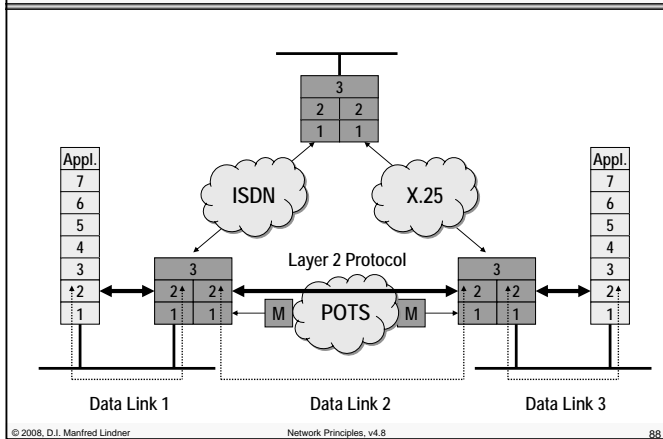 3
2 2
1 1
Appl.
7
6
5
4
3
2
1
ISDN
X.25
Appl.
7
6
5
4
3
2
1
Layer 2 Protocol
3
2 2
1 1
M
POTS
M
3
2 2
1 1
Data Link 1
Data Link 2
Data Link 3
© 2008, D.I. Manfred Lindner
Network Principles, v4.8
88